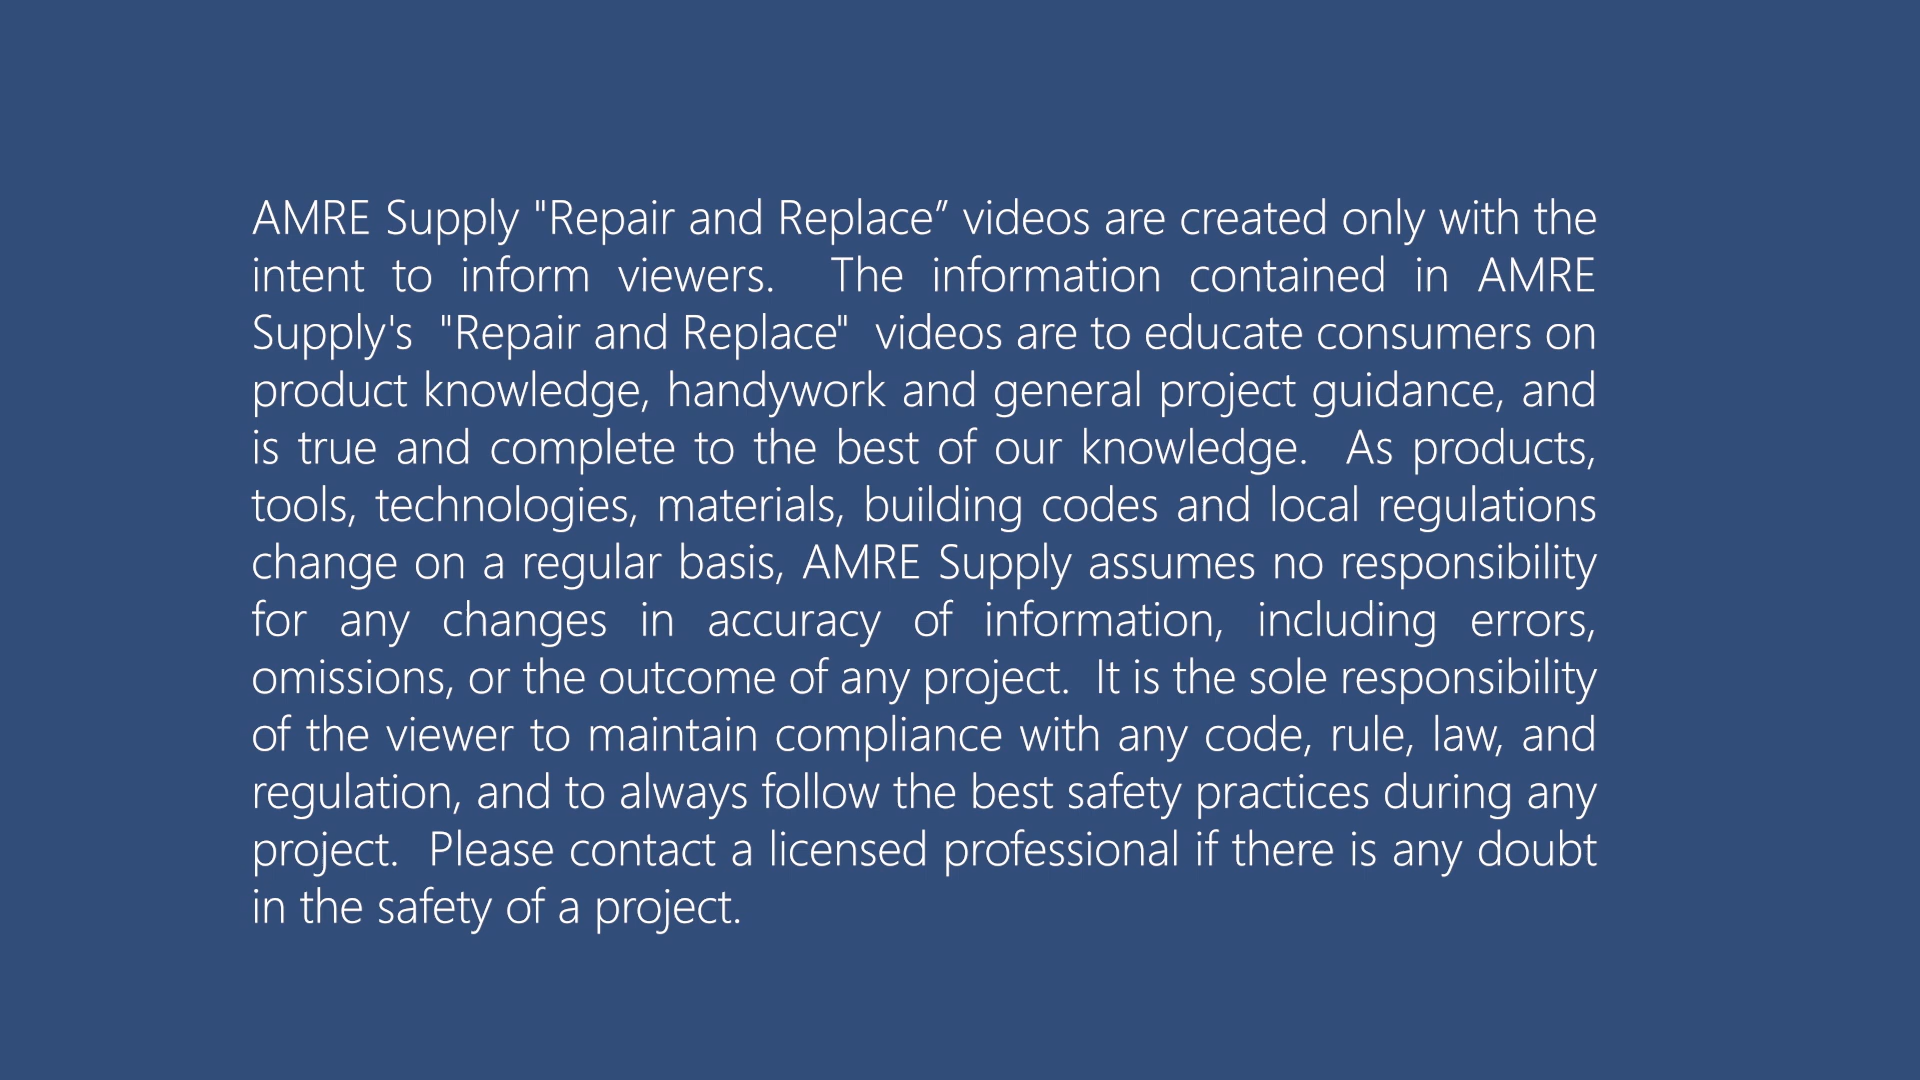 AMRE Supply "Repair and Replace” videos are created only with the
intent to inform viewers.  The information contained in AMRE
Supply's  "Repair and Replace"  videos are to educate consumers on
product knowledge, handywork and general project guidance, and
is true and complete to the best of our knowledge.  As products,
tools, technologies, materials, building codes and local regulations
change on a regular basis, AMRE Supply assumes no responsibility
for any changes in accuracy of information, including errors,
omissions, or the outcome of any project.  It is the sole responsibility
of the viewer to maintain compliance with any code, rule, law, and
regulation, and to always follow the best safety practices during any
project.  Please contact a licensed professional if there is any doubt
in the safety of a project.